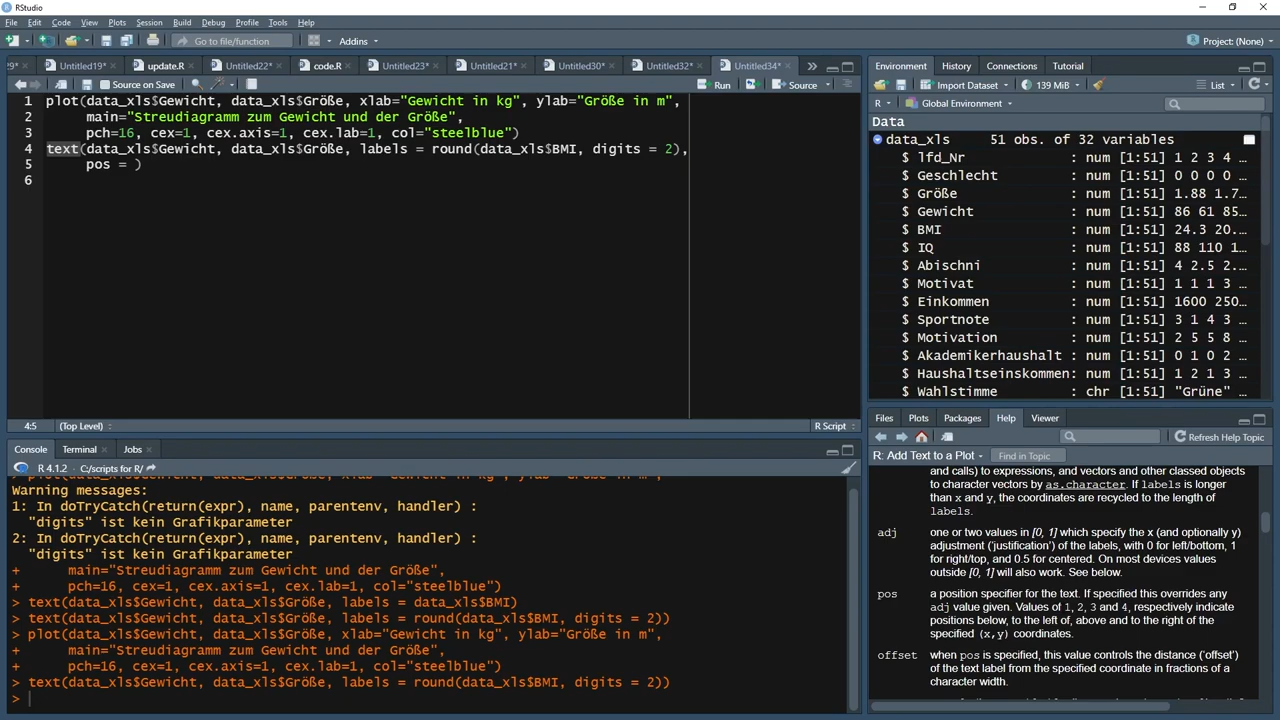 RStudio
File Edit Code View Plots Session Build Debug Profile Tools Help
Go to file/function Addins Project: (None)
29* Untitled19* update.R Untitled22* code.R Untitled23* Untitled21* Untitled30* Untitled32* Untitled34*
Source on Save Run Source
1 plot(data_xls$Gewicht, data_xls$Größe, xlab="Gewicht in kg", ylab="Größe in m",
2 main="Streudiagramm zum Gewicht und der Größe",
3 pch=16, cex=1, cex.axis=1, cex.lab=1, col="steelblue")
4 text(data_xls$Gewicht, data_xls$Größe, labels = round(data_xls$BMI, digits = 2),
5 pos = )
6
4:5 (Top Level) R Script
Console Terminal Jobs
R 4.1.2 · C:/scripts for R/
Warning messages:
1: In doTryCatch(return(expr), name, parentenv, handler) :
"digits" ist kein Grafikparameter
2: In doTryCatch(return(expr), name, parentenv, handler) :
"digits" ist kein Grafikparameter
+ main="Streudiagramm zum Gewicht und der Größe",
+ pch=16, cex=1, cex.axis=1, cex.lab=1, col="steelblue")
> text(data_xls$Gewicht, data_xls$Größe, labels = data_xls$BMI)
> text(data_xls$Gewicht, data_xls$Größe, labels = round(data_xls$BMI, digits = 2))
> plot(data_xls$Gewicht, data_xls$Größe, xlab="Gewicht in kg", ylab="Größe in m",
+ main="Streudiagramm zum Gewicht und der Größe",
+ pch=16, cex=1, cex.axis=1, cex.lab=1, col="steelblue")
> text(data_xls$Gewicht, data_xls$Größe, labels = round(data_xls$BMI, digits = 2))
>
Environment History Connections Tutorial
Import Dataset 139 MiB List
R Global Environment
Data
data_xls 51 obs. of 32 variables
$ lfd_Nr : num [1:51] 1 2 3 4 …
$ Geschlecht : num [1:51] 0 0 0 0 …
$ Größe : num [1:51] 1.88 1.7…
$ Gewicht : num [1:51] 86 61 85…
$ BMI : num [1:51] 24.3 20.…
$ IQ : num [1:51] 88 110 1…
$ Abischni : num [1:51] 4 2.5 2.…
$ Motivat : num [1:51] 1 1 1 3 …
$ Einkommen : num [1:51] 1600 250…
$ Sportnote : num [1:51] 3 1 4 3 …
$ Motivation : num [1:51] 2 5 5 8 …
$ Akademikerhaushalt : num [1:51] 0 1 0 2 …
$ Haushaltseinskommen: num [1:51] 1 2 1 3 …
$ Wahlstimme : chr [1:51] "Grüne" …
Files Plots Packages Help Viewer
Refresh Help Topic
R: Add Text to a Plot Find in Topic
and calls) to expressions, and vectors and other classed objects
to character vectors by as.character. If labels is longer
than x and y, the coordinates are recycled to the length of
labels.
adj one or two values in [0, 1] which specify the x (and optionally y)
adjustment (‘justification’) of the labels, with 0 for left/bottom, 1
for right/top, and 0.5 for centered. On most devices values
outside [0, 1] will also work. See below.
pos a position specifier for the text. If specified this overrides any
adj value given. Values of 1, 2, 3 and 4, respectively indicate
positions below, to the left of, above and to the right of the
specified (x,y) coordinates.
offset when pos is specified, this value controls the distance (‘offset’)
of the text label from the specified coordinate in fractions of a
character width.